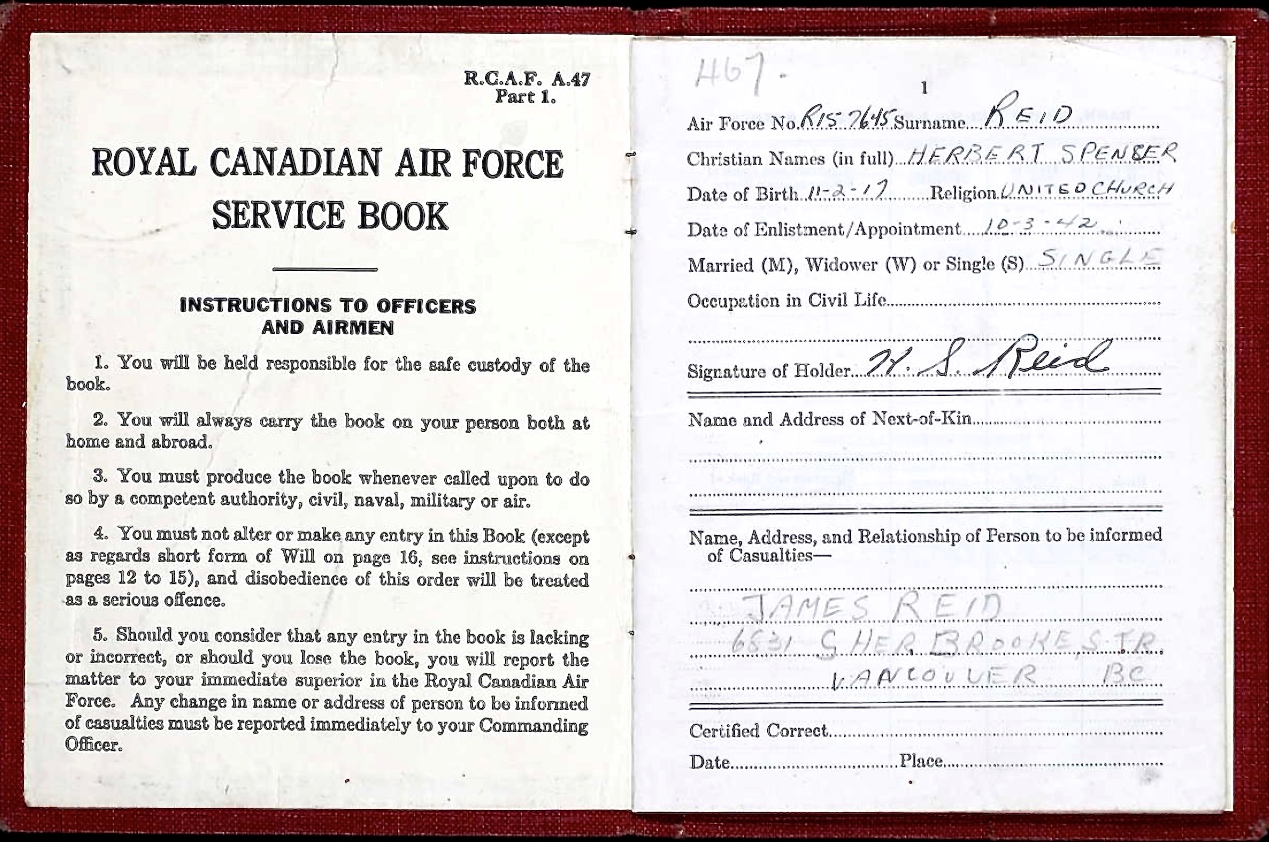 R.C.A.F. A.47
Part 1.
ROYAL CANADIAN AIR FORCE
SERVICE BOOK
INSTRUCTIONS TO OFFICERS
AND AIRMEN
1. You will be held responsible for the safe custody of the
book.
2. You will always carry the book on your person both at
home and abroad.
3. You must produce the book whenever called upon to do
so by a competent authority, civil, naval, military or air.
4. You must not alter or make any entry in this Book (except
as regards short form of Will on page 16, see instructions on
pages 12 to 15), and disobedience of this order will be treated
as a serious offence.
5. Should you consider that any entry in the book is lacking
or incorrect, or should you lose the book, you will report the
matter to your immediate superior in the Royal Canadian Air
Force. Any change in name or address of person to be informed
of casualties must be reported immediately to your Commanding
Officer.
467.
1
Air Force No. R157645 Surname REID
Christian Names (in full) HERBERT SPENSER
Date of Birth 11-2-17 Religion UNITED CHURCH
Date of Enlistment/Appointment 10-3-42
Married (M), Widower (W) or Single (S) SINGLE
Occupation in Civil Life
Signature of Holder H. S. Reid
Name and Address of Next-of-Kin
Name, Address, and Relationship of Person to be informed
of Casualties—
JAMES REID
6531 SHERBROOKE STR
VANCOUVER BC
Certified Correct
Date Place